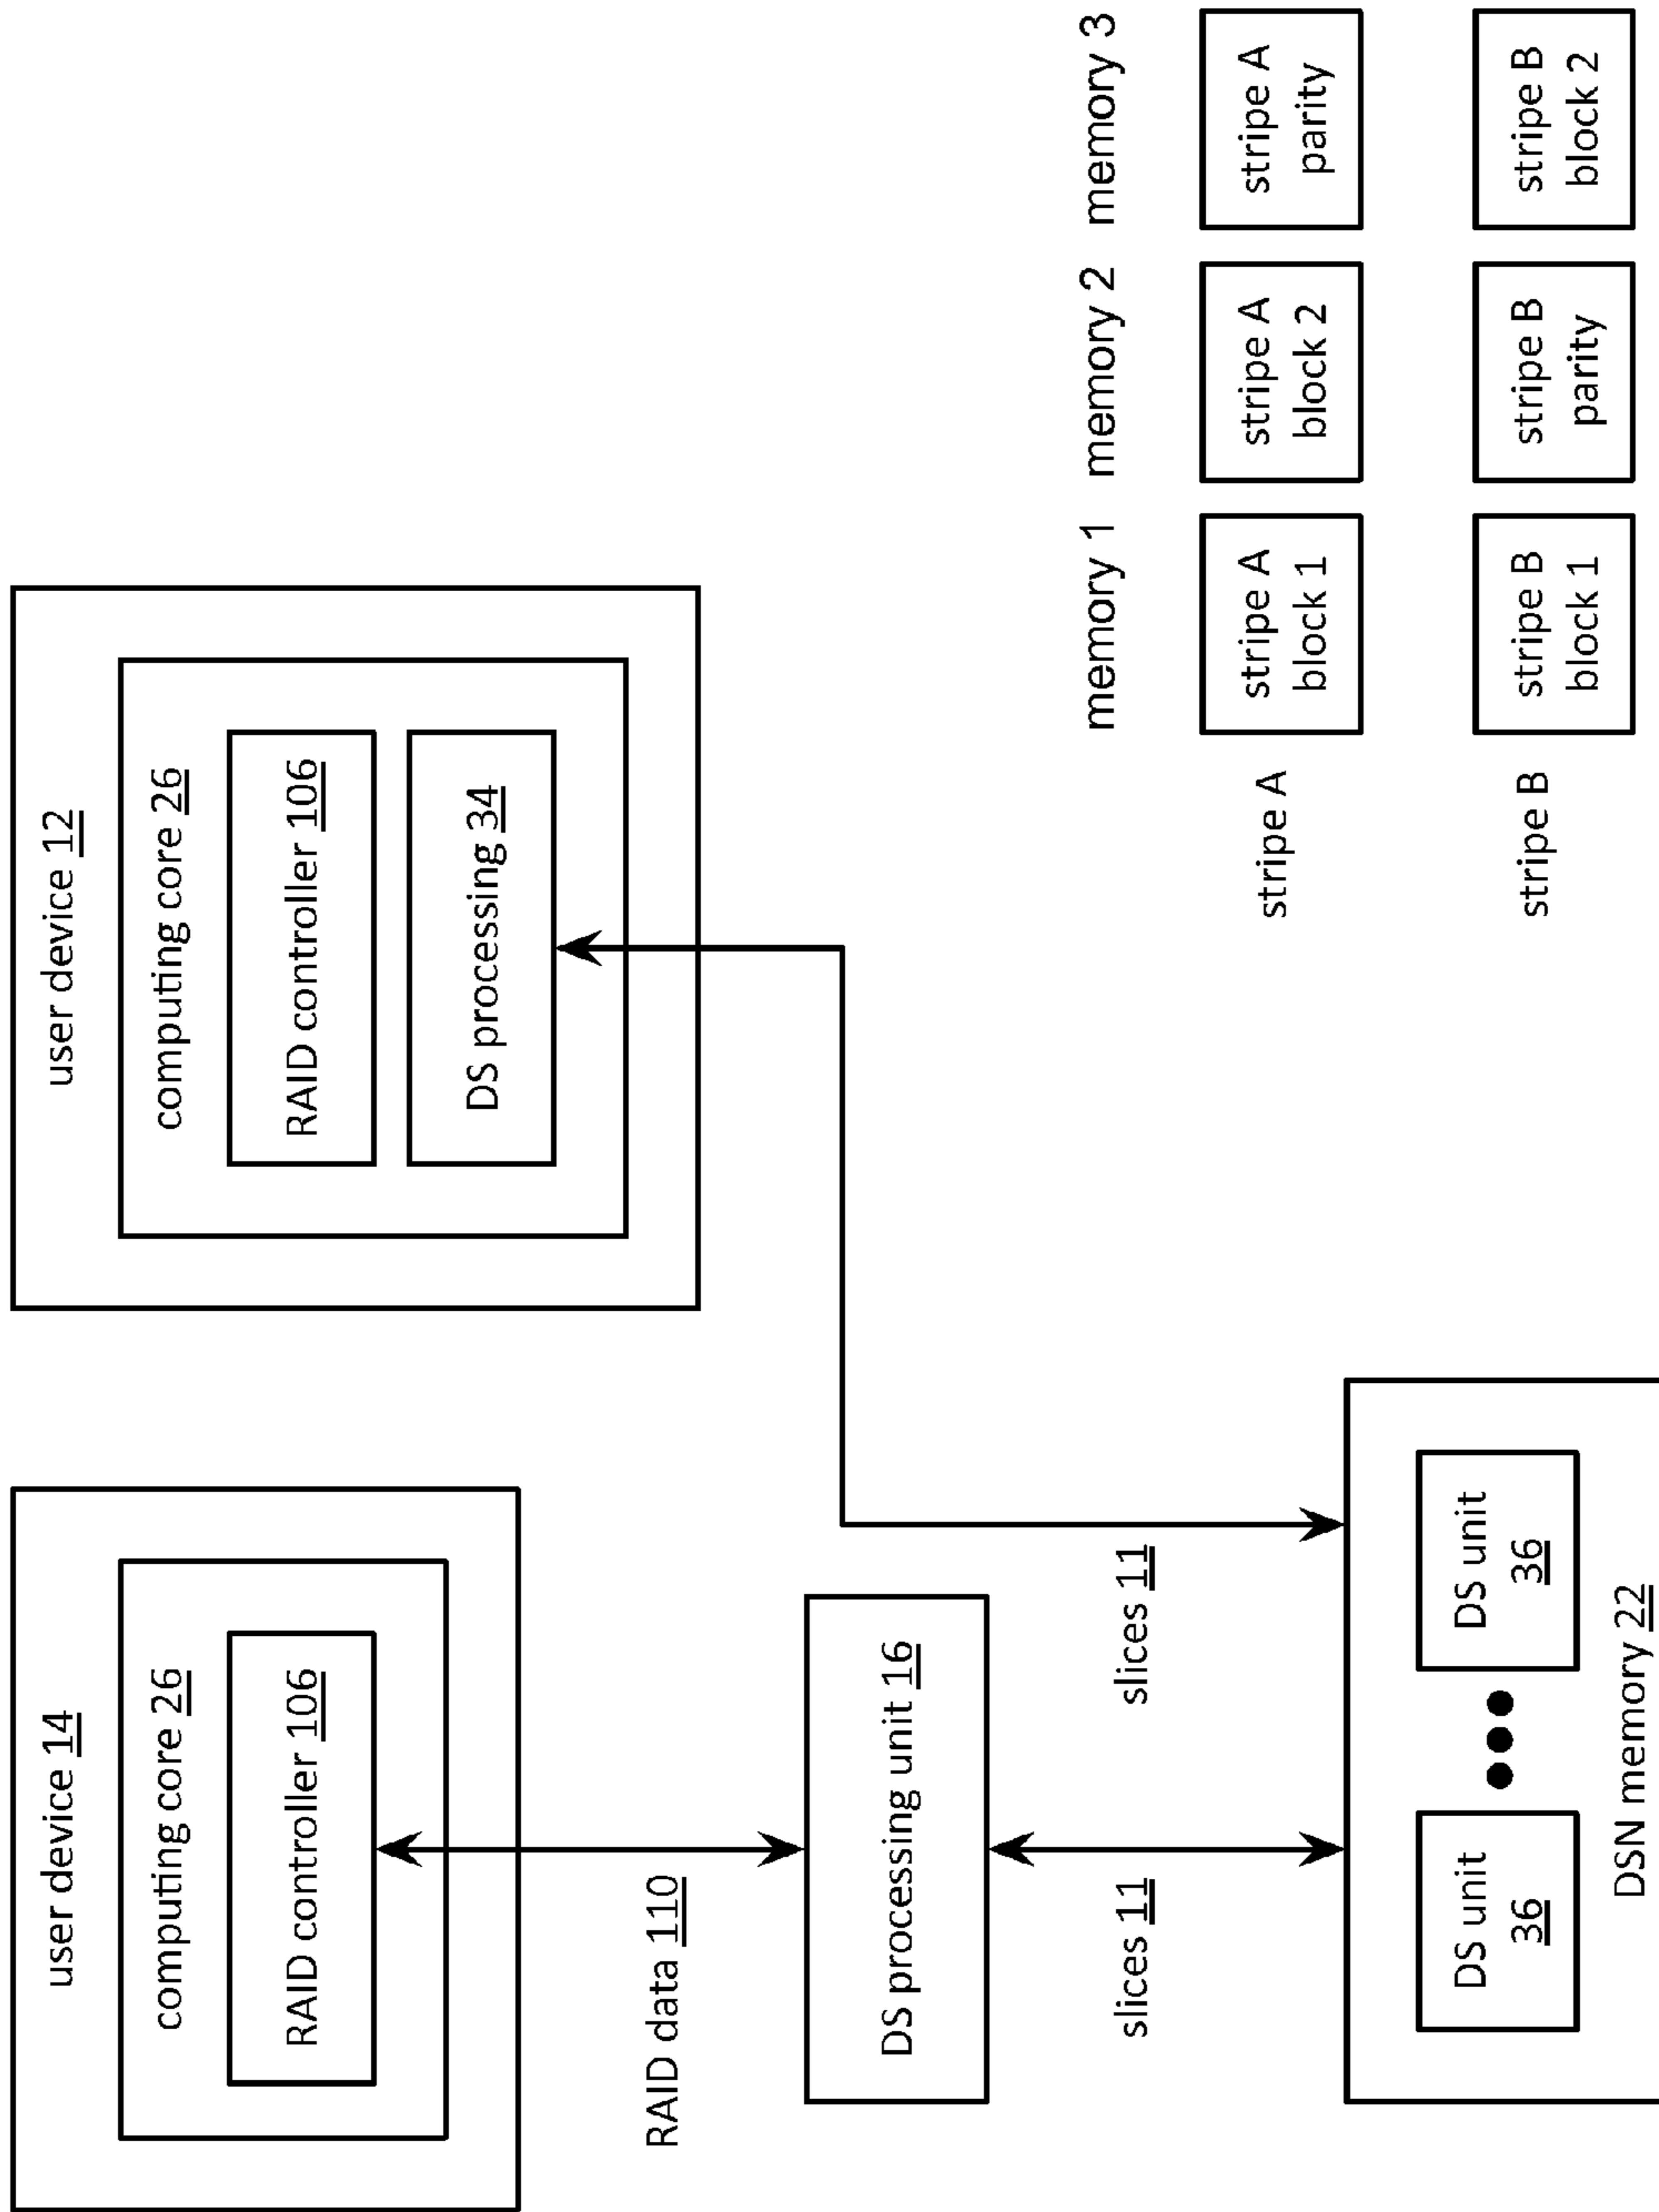 user device 14
computing core 26
RAID controller 106
user device 12
computing core 26
RAID controller 106
DS processing 34
RAID data 110
DS processing unit 16
slices 11
slices 11
DS unit
36
DS unit
36
DSN memory 22
memory 1 memory 2 memory 3
stripe A
stripe A
block 1
stripe A
block 2
stripe A
parity
stripe B
stripe B
block 1
stripe B
parity
stripe B
block 2